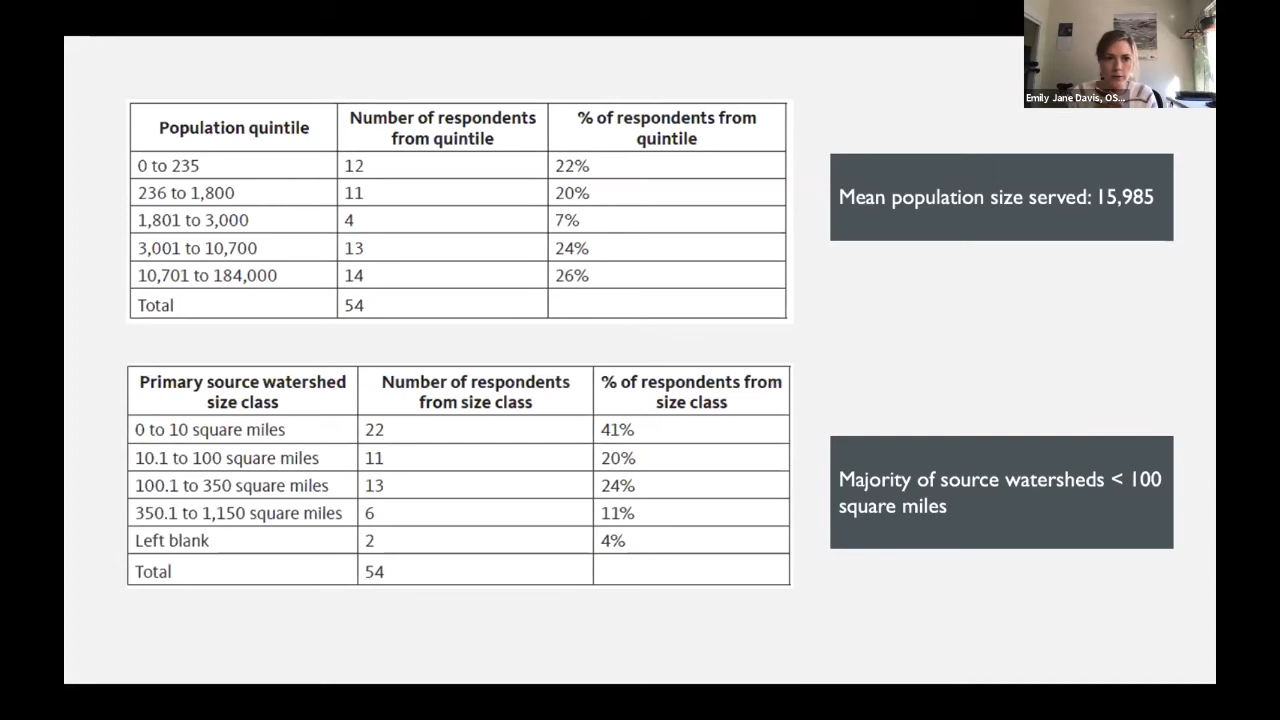 Emily Jane Davis, OS...
Population quintile
Number of respondents
from quintile
% of respondents from
quintile
0 to 235
12
22%
236 to 1,800
11
20%
1,801 to 3,000
4
7%
3,001 to 10,700
13
24%
10,701 to 184,000
14
26%
Total
54
Mean population size served: 15,985
Primary source watershed
size class
Number of respondents
from size class
% of respondents from
size class
0 to 10 square miles
22
41%
10.1 to 100 square miles
11
20%
100.1 to 350 square miles
13
24%
350.1 to 1,150 square miles
6
11%
Left blank
2
4%
Total
54
Majority of source watersheds < 100
square miles